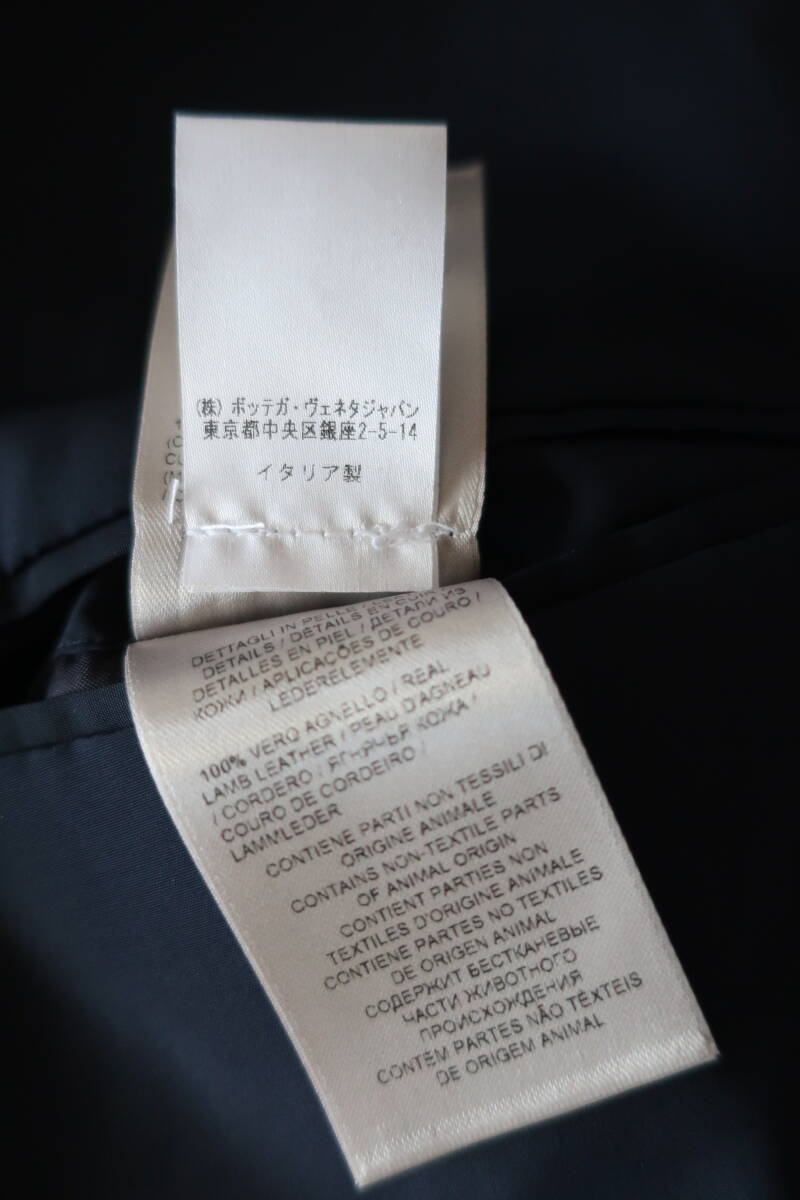 (株) ボッテガ・ヴェネタジャパン
東京都中央区銀座2-5-14
イタリア製
DETTAGLI IN PELLE /
DETAILS / DÉTAILS EN CUIR
DETALLES EN PIEL / ДЕТАЛИ ИЗ
КОЖИ / APLICAÇÕES DE COURO /
LEDERELEMENTE
100% VERO AGNELLO / REAL
LAMB LEATHER / PEAU D'AGNEAU
/ CORDERO / ЯГНЯЧЬЯ КОЖА /
COURO DE CORDEIRO /
LAMMLEDER
CONTIENE PARTI NON TESSILI DI
ORIGINE ANIMALE
CONTAINS NON-TEXTILE PARTS
OF ANIMAL ORIGIN
CONTIENT PARTIES NON
TEXTILES D'ORIGINE ANIMALE
CONTIENE PARTES NO TEXTILES
DE ORIGEN ANIMAL
СОДЕРЖИТ БЕСТКАНЕВЫЕ
ЧАСТИ ЖИВОТНОГО
ПРОИСХОЖДЕНИЯ
CONTÉM PARTES NÃO TÊXTEIS
DE ORIGEM ANIMAL